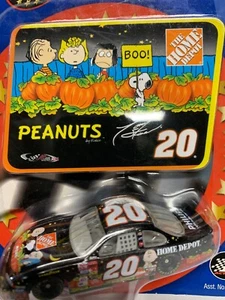 BOO!
THE
HOME
DEPOT
PEANUTS
20
20
HOME DEPOT
20
Asst. No.